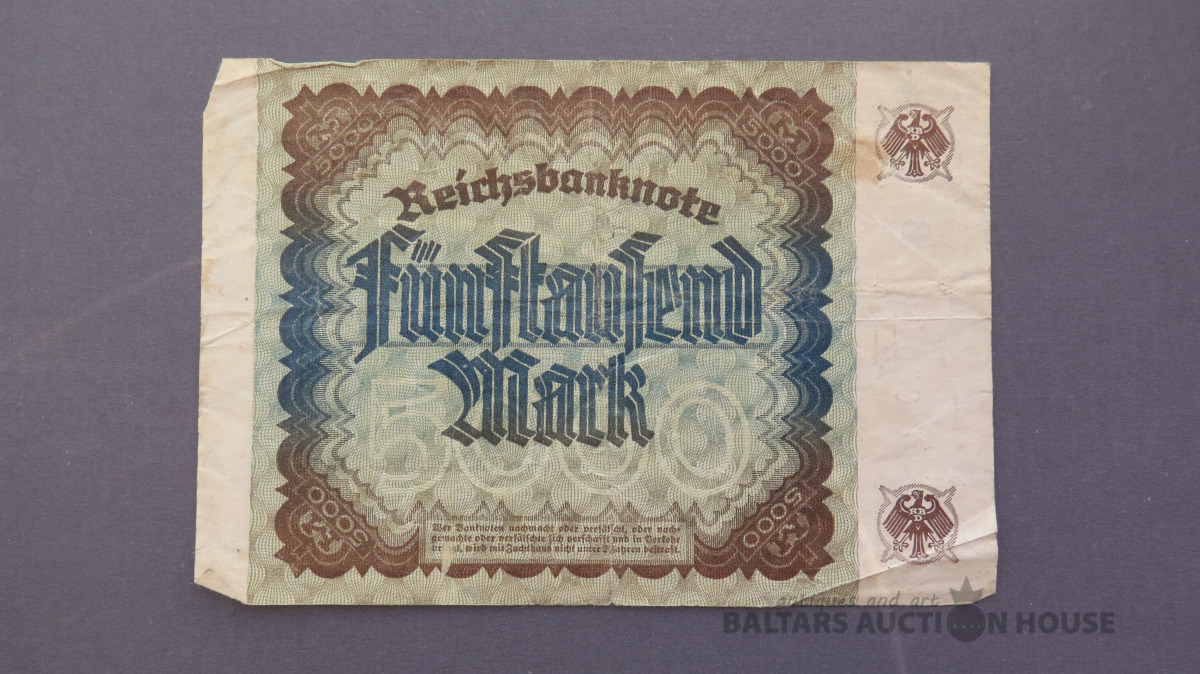 5000
M
M
5000
RBD
Reichsbanknote
Fünftausend
Mark
5000
5000
5000
RBD
Wer Banknoten nachmacht oder verfälscht, oder nach-
gemachte oder verfälschte sich verschafft und in Verkehr
wird mit Zuchthaus nicht unter 2 Jahren bestraft.
antiques and art
BALTARS AUCTION HOUSE